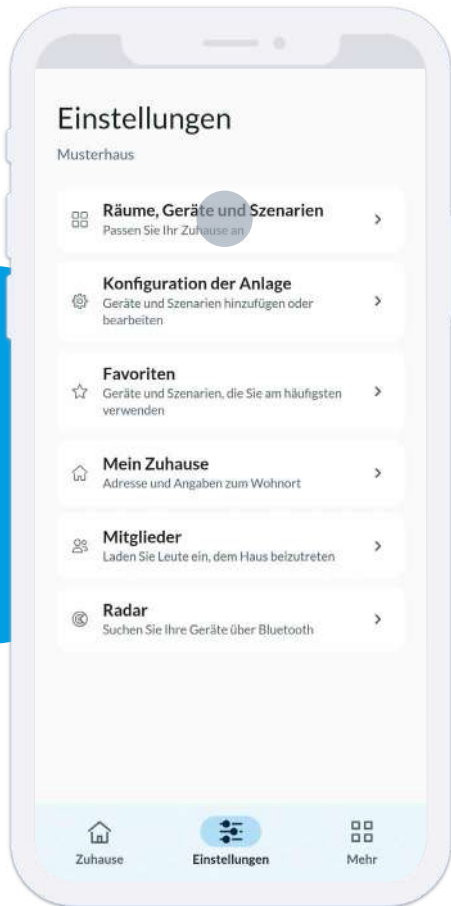 Einstellungen
Musterhaus
Räume, Geräte und Szenarien
Passen Sie Ihr Zuhause an
Konfiguration der Anlage
Geräte und Szenarien hinzufügen oder
bearbeiten
Favoriten
Geräte und Szenarien, die Sie am häufigsten
verwenden
Mein Zuhause
Adresse und Angaben zum Wohnort
Mitglieder
Laden Sie Leute ein, dem Haus beizutreten
Radar
Suchen Sie Ihre Geräte über Bluetooth
Zuhause
Einstellungen
Mehr